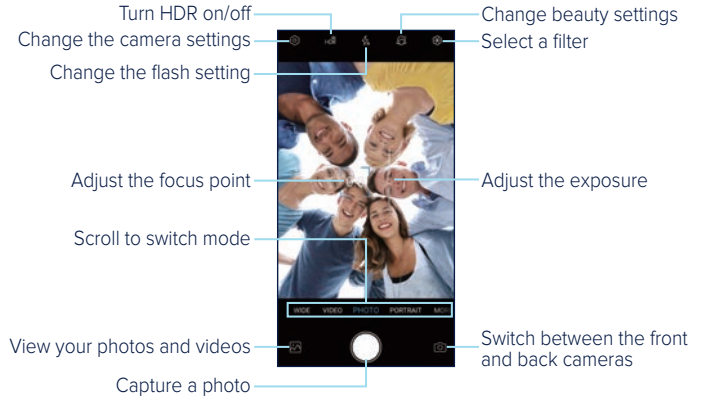 Turn HDR on/off
Change the camera settings
Change the flash setting
Change beauty settings
Select a filter
HDR
Adjust the focus point
Adjust the exposure
Scroll to switch mode
WIDE VIDEO PHOTO PORTRAIT MOR
View your photos and videos
Switch between the front
and back cameras
Capture a photo